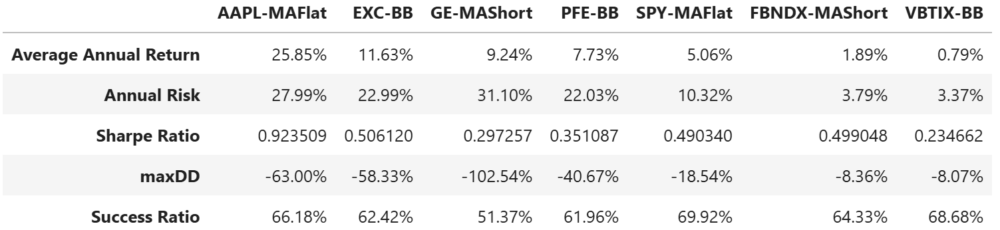 AAPL-MAFlat EXC-BB GE-MAShort PFE-BB SPY-MAFlat FBNDX-MAShort VBTIX-BB
Average Annual Return 25.85% 11.63% 9.24% 7.73% 5.06% 1.89% 0.79%
Annual Risk 27.99% 22.99% 31.10% 22.03% 10.32% 3.79% 3.37%
Sharpe Ratio 0.923509 0.506120 0.297257 0.351087 0.490340 0.499048 0.234662
maxDD -63.00% -58.33% -102.54% -40.67% -18.54% -8.36% -8.07%
Success Ratio 66.18% 62.42% 51.37% 61.96% 69.92% 64.33% 68.68%